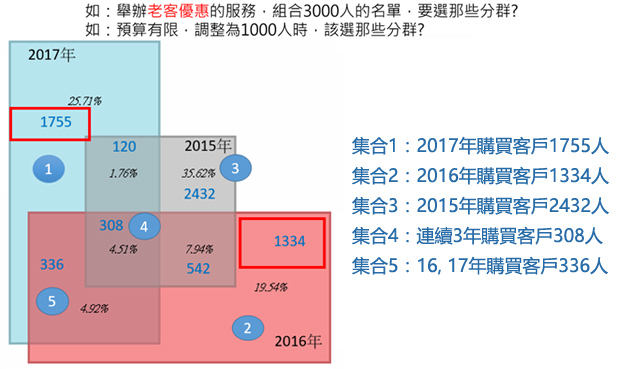 如：舉辦老客優惠的服務，組合3000人的名單，要選那些分群?
如：預算有限，調整為1000人時，該選那些分群?
2017年
25.71%
1755
120
2015年
1
1.76%
35.62%
3
2432
308
4
1334
4.51%
7.94%
336
542
19.54%
5
4.92%
2
2016年
集合1：2017年購買客戶1755人
集合2：2016年購買客戶1334人
集合3：2015年購買客戶2432人
集合4：連續3年購買客戶308人
集合5：16, 17年購買客戶336人